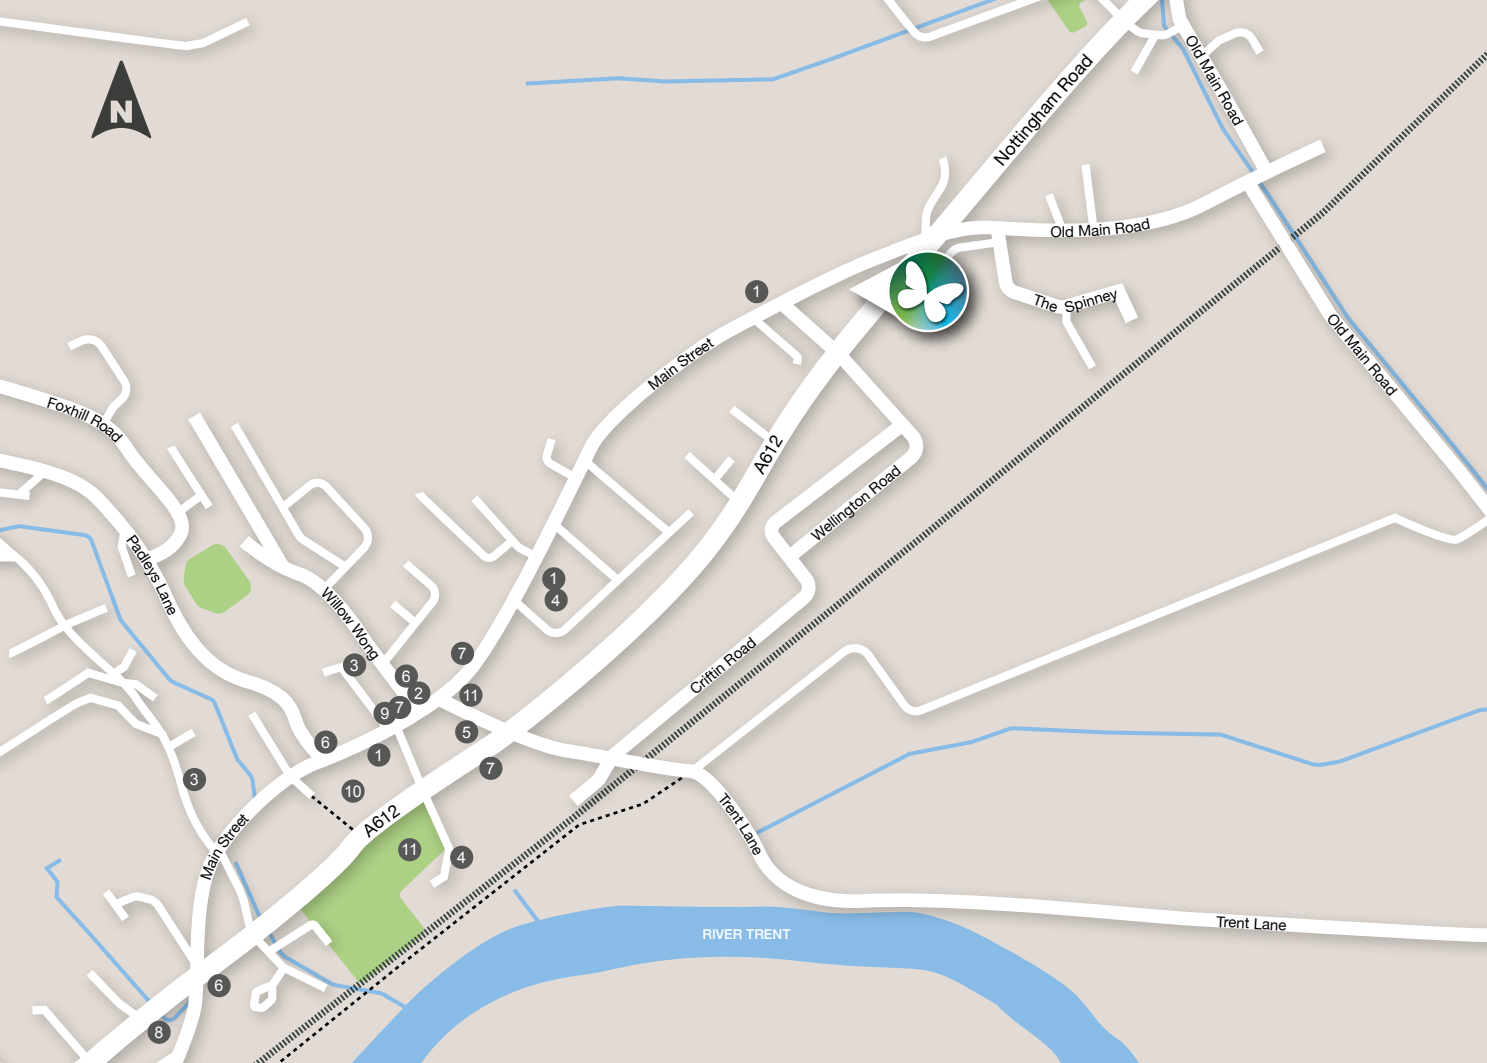 N
Nottingham Road
Old Main Road
Old Main Road
1
The Spinney
Main Street
Old Main Road
Foxhill Road
A612
Wellington Road
Padleys Lane
1
4
Willow Wong
7
3
6
2
11
Criftin Road
9
7
5
6
1
7
3
10
A612
Trent Lane
Main Street
11
4
Trent Lane
RIVER TRENT
6
8